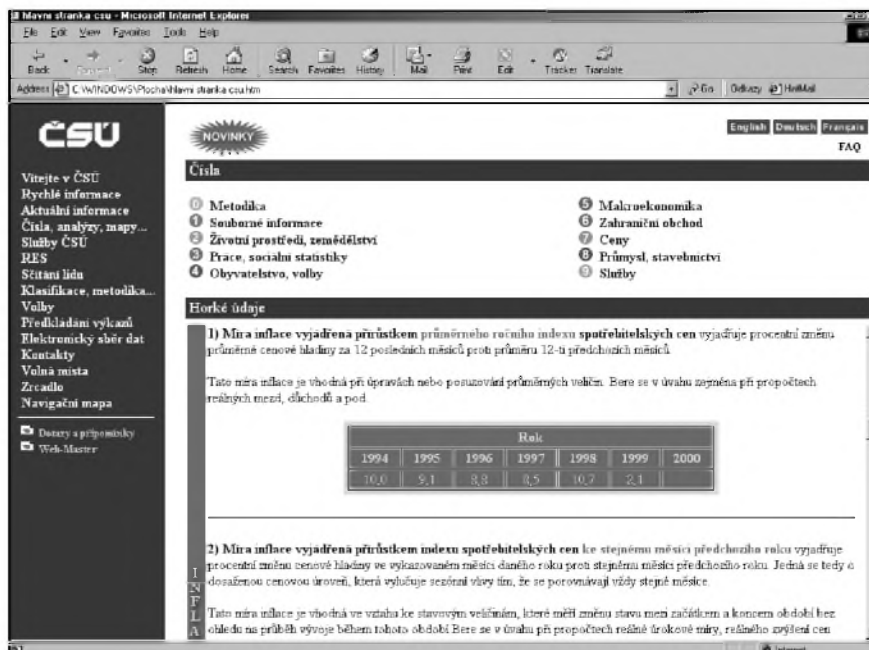 hlavni stranka csu - Microsoft Internet Explorer
File Edit View Favorites Tools Help
Back Forward Stop Refresh Home Search Favorites History Mail Print Edit Tracker Translate
Address C:\WINDOWS\Plocha\hlavni stranka csu.htm Go Odkazy HotMail
ČSÚ
NOVINKY
English Deutsch Français
FAQ
Vítejte v ČSÚ
Rychlé informace
Aktuální informace
Čísla, analýzy, mapy...
Služby ČSÚ
RES
Sčítání lidu
Klasifikace, metodika...
Volby
Předkládání výkazů
Elektronický sběr dat
Kontakty
Volná místa
Zrcadlo
Navigační mapa
Dotazy a připomínky
Web-Master
Čísla
0 Metodika
1 Souborné informace
2 Životní prostředí, zemědělství
3 Práce, sociální statistiky
4 Obyvatelstvo, volby
5 Makroekonomika
6 Zahraniční obchod
7 Ceny
8 Průmysl, stavebnictví
9 Služby
Horké údaje
1) Míra inflace vyjádřená přírůstkem průměrného ročního indexu spotřebitelských cen vyjadřuje procentní změnu
průměrné cenové hladiny za 12 posledních měsíců proti průměru 12-ti předchozích měsíců
Tato míra inflace je vhodná při úpravách nebo posuzování průměrných veličin. Bere se v úvahu zejména při propočtech
reálných mezd, důchodů a pod.
Rok
1994 1995 1996 1997 1998 1999 2000
10,0 9,1 8,8 8,5 10,7 2,1
2) Míra inflace vyjádřená přírůstkem indexu spotřebitelských cen ke stejnému měsíci předchozího roku vyjadřuje
procentní změnu cenové hladiny ve vykazovaném měsíci daného roku proti stejnému měsíci předchozího roku. Jedná se tedy o
dosaženou cenovou úroveň, která vylučuje sezónní vlivy tím, že se porovnávají vždy stejné měsíce.
Tato míra inflace je vhodná ve vztahu ke stavovým veličinám, které měří změnu stavu mezi začátkem a koncem období bez
ohledu na průběh vývoje během tohoto období Bere se v úvahu při propočtech reálné úrokové míry, reálného zvýšení cen
I
N
F
L
A
Internet